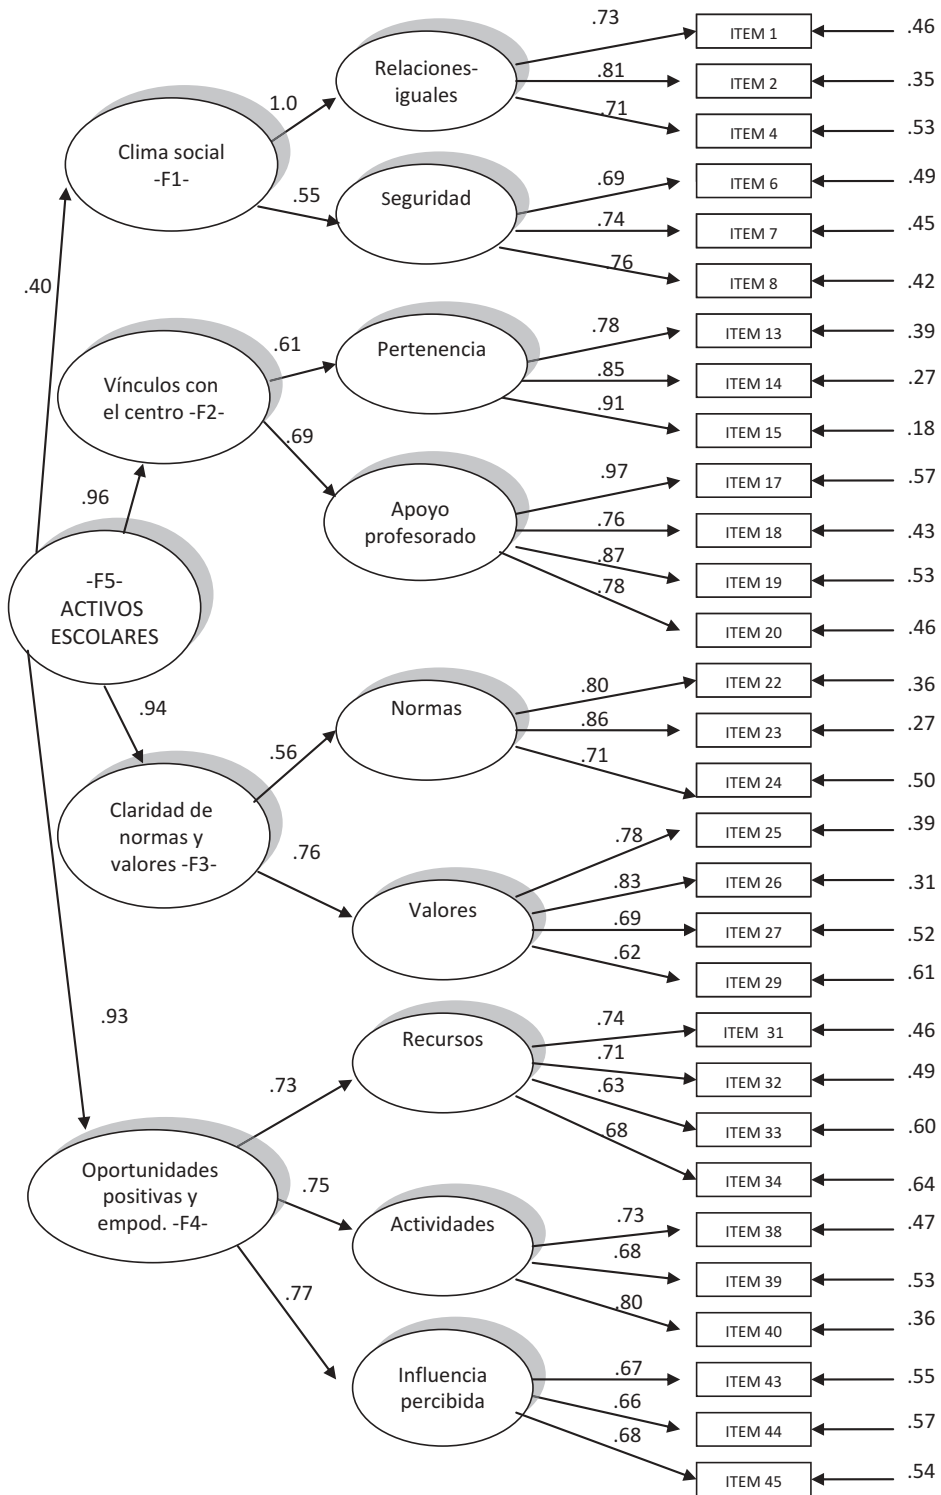 .73
ITEM 1
.46
Relaciones-
iguales
.81
ITEM 2
.35
1.0
.71
ITEM 4
.53
Clima social
-F1-
.69
ITEM 6
.49
.55
Seguridad
.74
ITEM 7
.45
.76
ITEM 8
.42
.40
.78
ITEM 13
.39
.61
Pertenencia
.85
ITEM 14
.27
Vínculos con
el centro -F2-
.91
ITEM 15
.18
.69
.97
ITEM 17
.57
.96
Apoyo
profesorado
.76
ITEM 18
.43
.87
ITEM 19
.53
-F5-
ACTIVOS
ESCOLARES
.78
ITEM 20
.46
.80
ITEM 22
.36
.94
Normas
.86
ITEM 23
.27
.56
.71
ITEM 24
.50
Claridad de
normas y
valores -F3-
.78
ITEM 25
.39
.76
.83
ITEM 26
.31
Valores
.69
ITEM 27
.52
.62
ITEM 29
.61
.93
.74
ITEM 31
.46
Recursos
.71
ITEM 32
.49
.73
.63
ITEM 33
.60
.68
ITEM 34
.64
Oportunidades
positivas y
empod. -F4-
.75
.73
ITEM 38
.47
Actividades
.68
ITEM 39
.53
.77
.80
ITEM 40
.36
.67
ITEM 43
.55
Influencia
percibida
.66
ITEM 44
.57
.68
ITEM 45
.54